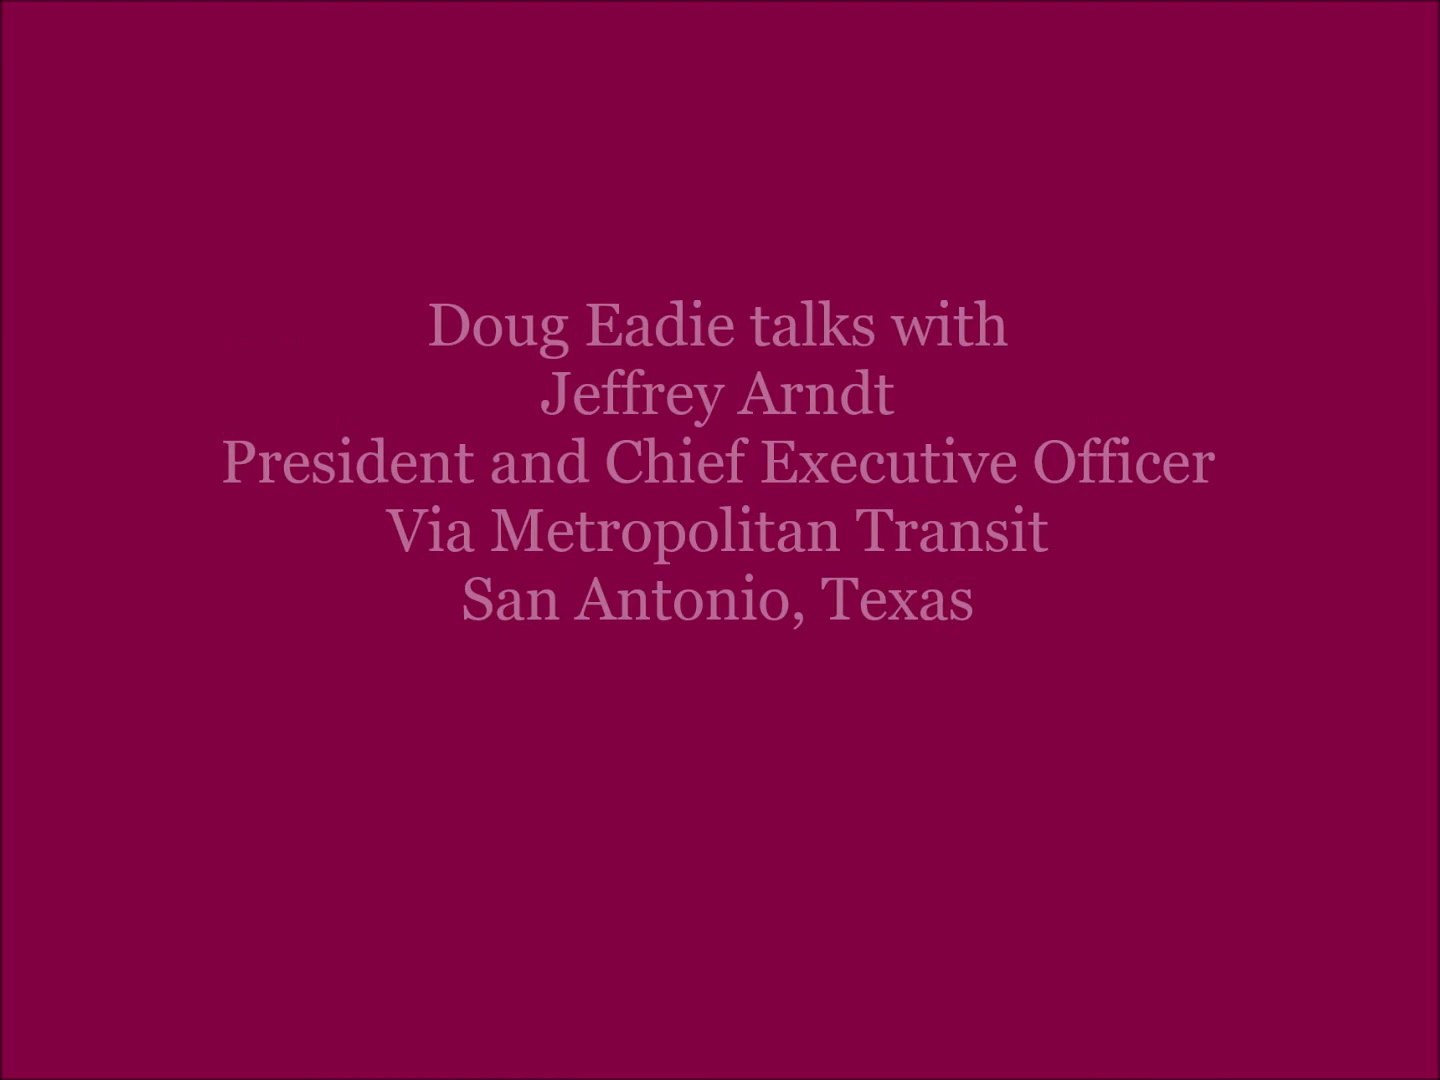 Doug Eadie talks with
Jeffrey Arndt
President and Chief Executive Officer
Via Metropolitan Transit
San Antonio, Texas